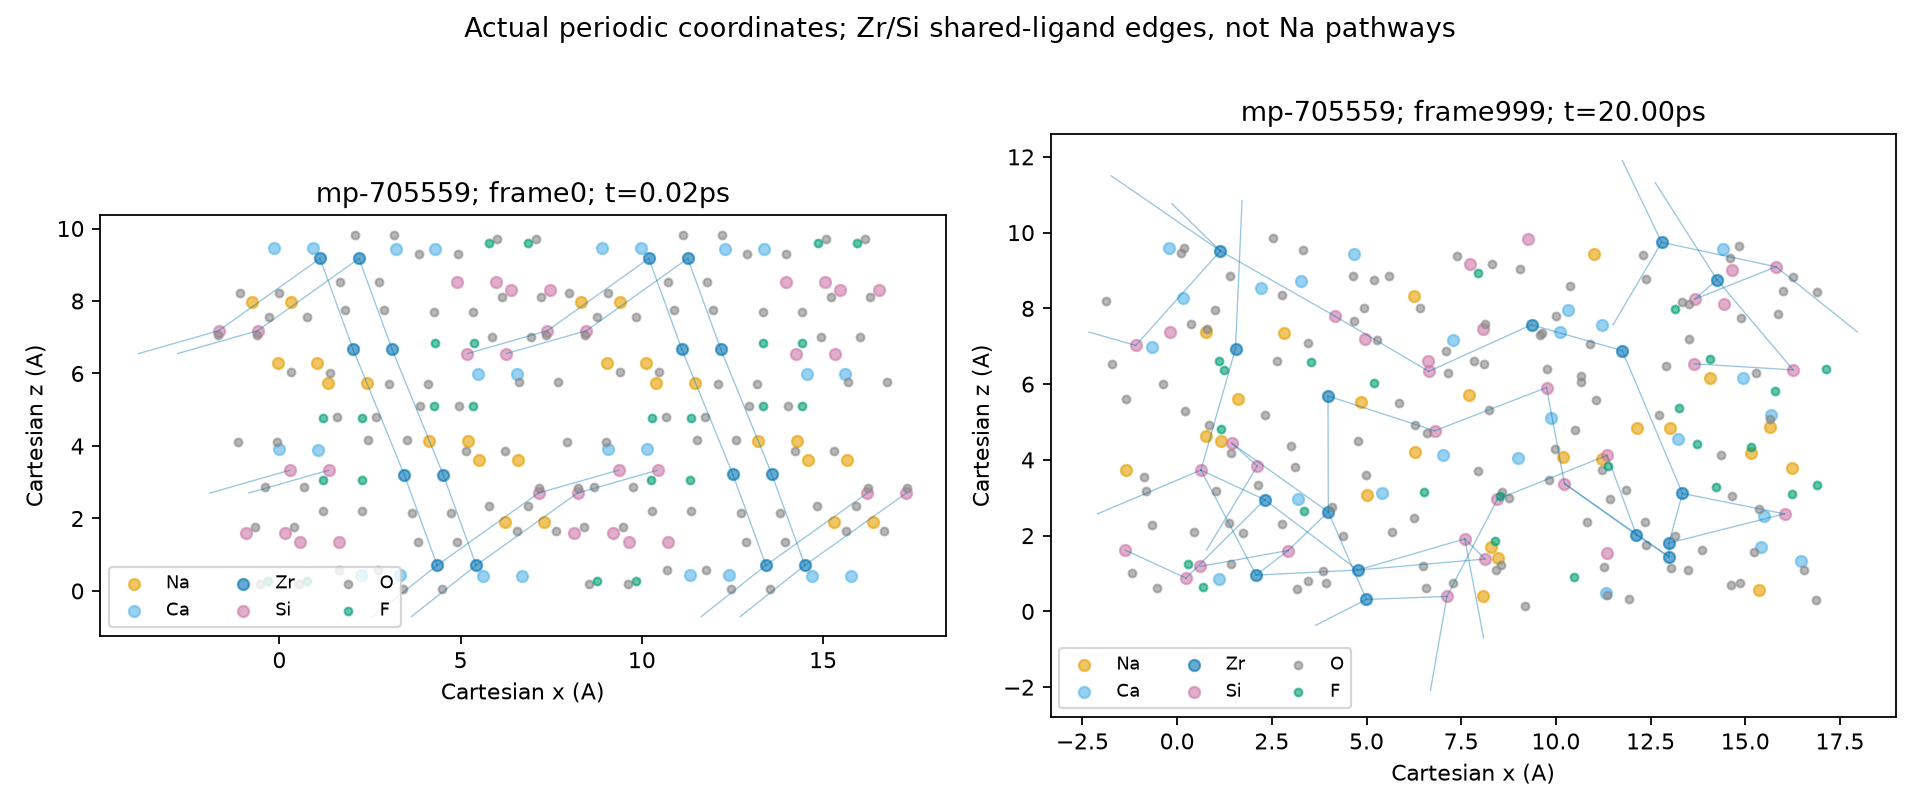 Actual periodic coordinates; Zr/Si shared-ligand edges, not Na pathways
mp-705559; frame0; t=0.02ps
10
8
6
4
2
0
Cartesian z (A)
Na
Zr
O
Ca
Si
F
0
5
10
15
Cartesian x (A)
mp-705559; frame999; t=20.00ps
12
10
8
6
4
2
0
−2
Cartesian z (A)
Na
Zr
O
Ca
Si
F
−2.5
0.0
2.5
5.0
7.5
10.0
12.5
15.0
17.5
Cartesian x (A)